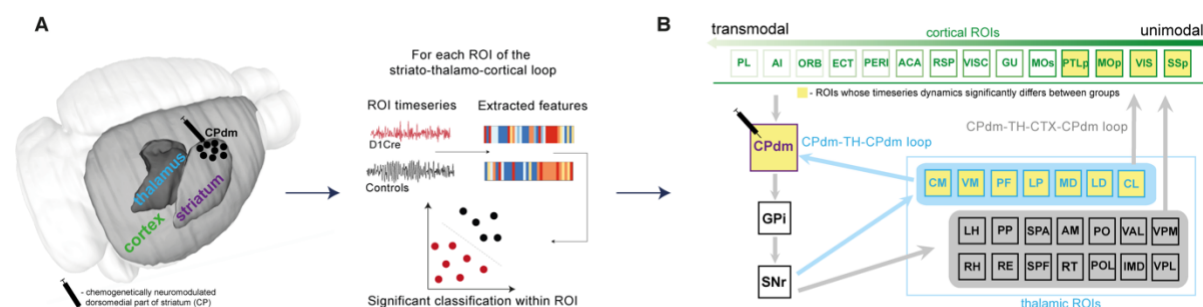 A
CPdm
thalamus
striatum
cortex
- chemogenetically neuromodulated
dorsomedial part of striatum (CP)
For each ROI of the
striato-thalamo-cortical loop
ROI timeseries
Extracted features
D1Cre
Controls
Significant classification within ROI
B
transmodal
unimodal
cortical ROIs
PL AI ORB ECT PERI ACA RSP VISC GU MOs PTLp MOp VIS SSp
- ROIs whose timeseries dynamics significantly differs between groups
CPdm-TH-CTX-CPdm loop
CPdm
CPdm-TH-CPdm loop
CM VM PF LP MD LD CL
GPi
LH PP SPA AM PO VAL VPM
RH RE SPF RT POL IMD VPL
SNr
thalamic ROIs